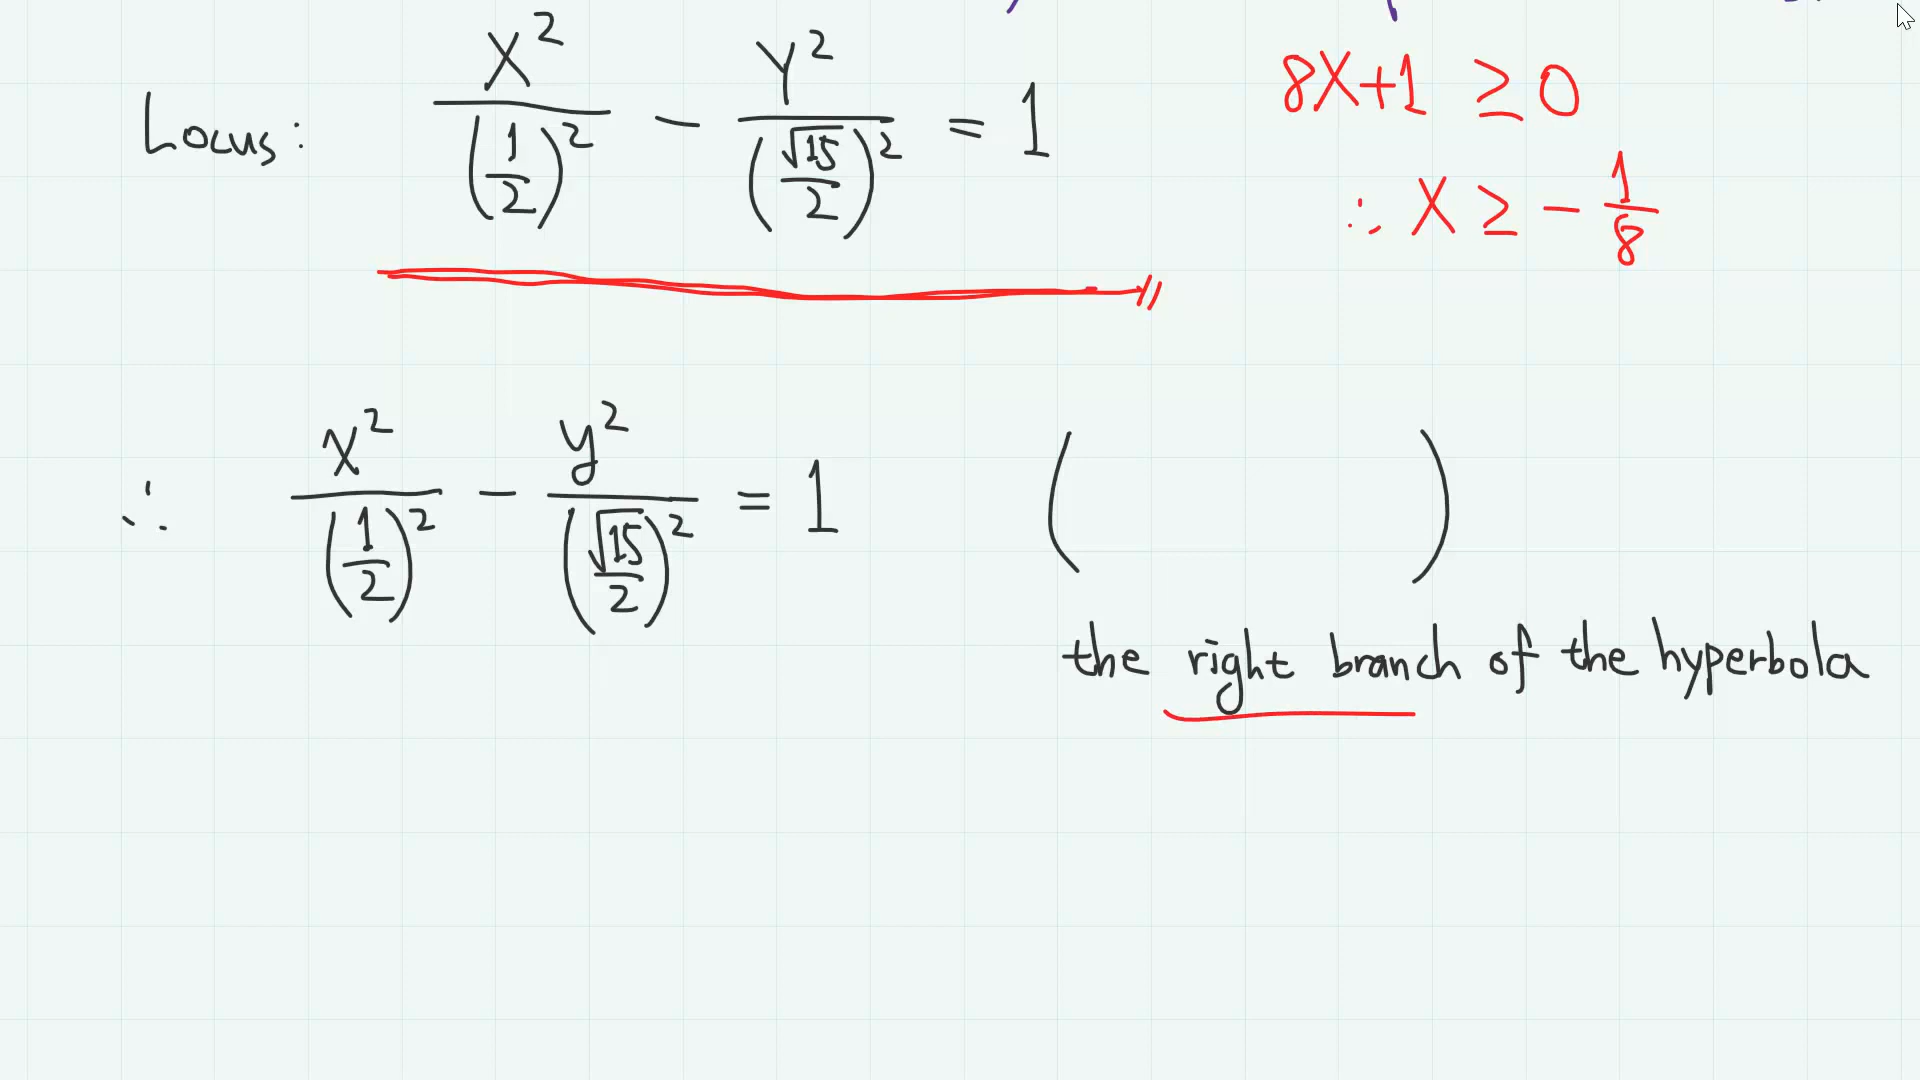 Locus: X²/(1/2)² − Y²/(√15/2)² = 1
8X+1 ≥ 0
∴ X ≥ − 1/8
∴ x²/(1/2)² − y²/(√15/2)² = 1 ( )
the right branch of the hyperbola